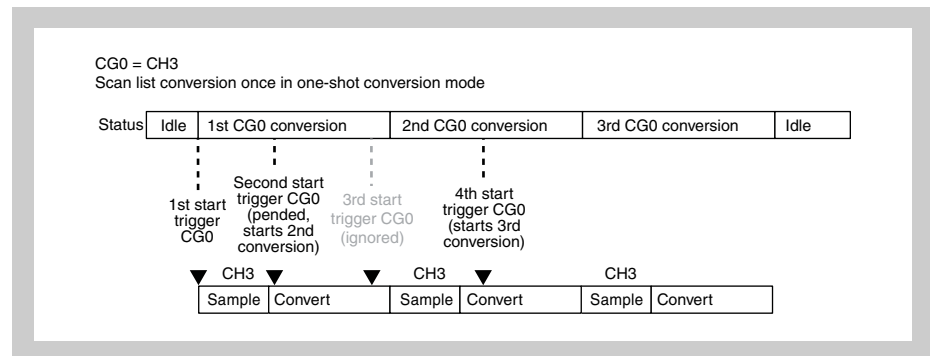 CG0 = CH3
Scan list conversion once in one-shot conversion mode
Status Idle 1st CG0 conversion 2nd CG0 conversion 3rd CG0 conversion Idle
1st start
trigger
CG0
Second start
trigger CG0
(pended,
starts 2nd
conversion)
3rd start
trigger CG0
(ignored)
4th start
trigger CG0
(starts 3rd
conversion)
CH3 CH3 CH3
Sample Convert Sample Convert Sample Convert